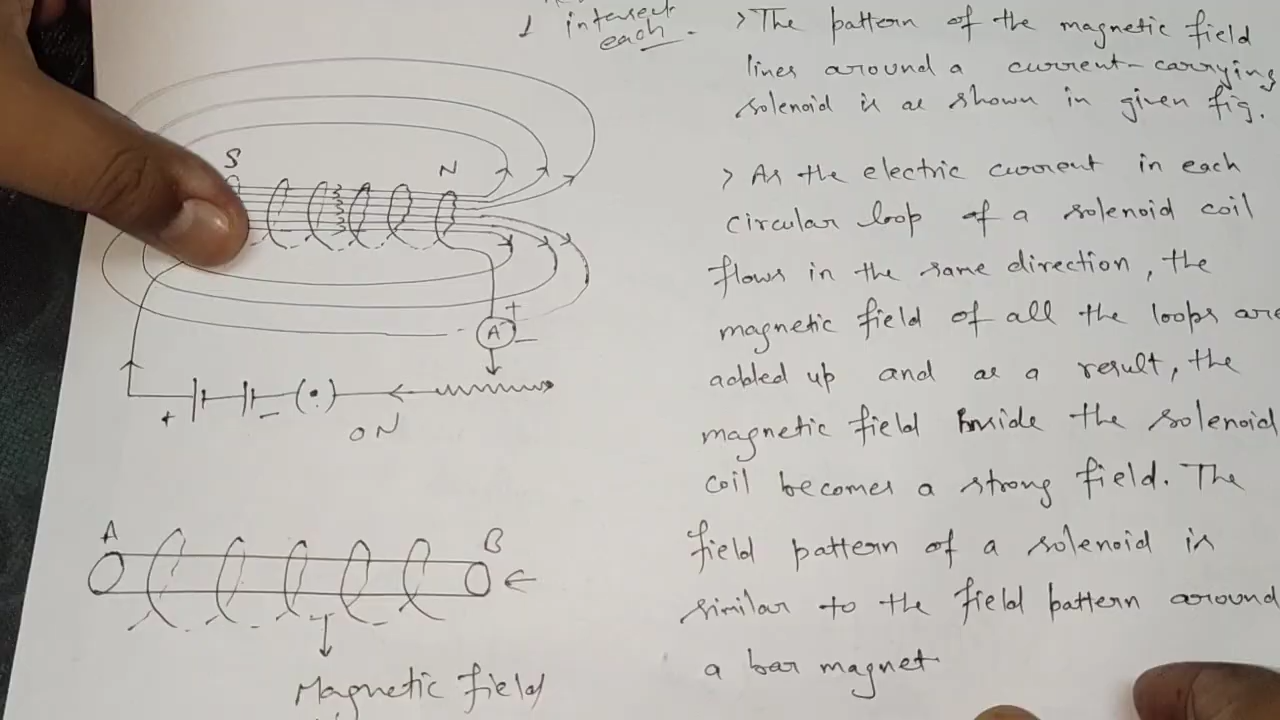 ⊥ intersect
each.
> The pattern of the magnetic field
lines around a current-carrying
solenoid is as shown in given fig.
> As the electric current in each
circular loop of a solenoid coil
flows in the same direction, the
magnetic field of all the loops are
added up and as a result, the
magnetic field inside the solenoid
coil becomes a strong field. The
field pattern of a solenoid is
similar to the field pattern around
a bar magnet
S
N
+
A
-
+
-
(•)
ON
A
B
Magnetic field